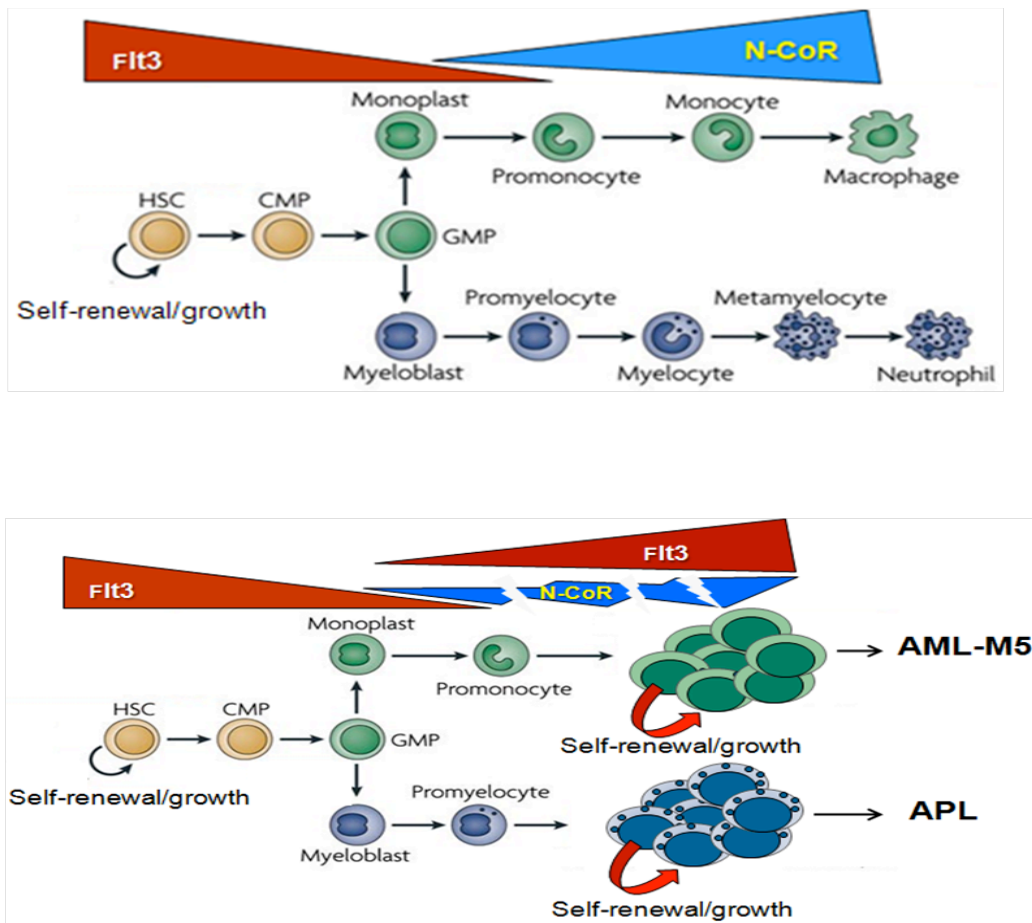 Flt3
N-CoR
Monoplast
Monocyte
Promonocyte
Macrophage
HSC
CMP
GMP
Self-renewal/growth
Promyelocyte
Metamyelocyte
Myeloblast
Myelocyte
Neutrophil
Flt3
Flt3
N-CoR
Monoplast
Promonocyte
AML-M5
HSC
CMP
GMP
Self-renewal/growth
Self-renewal/growth
Promyelocyte
Myeloblast
APL
Self-renewal/growth